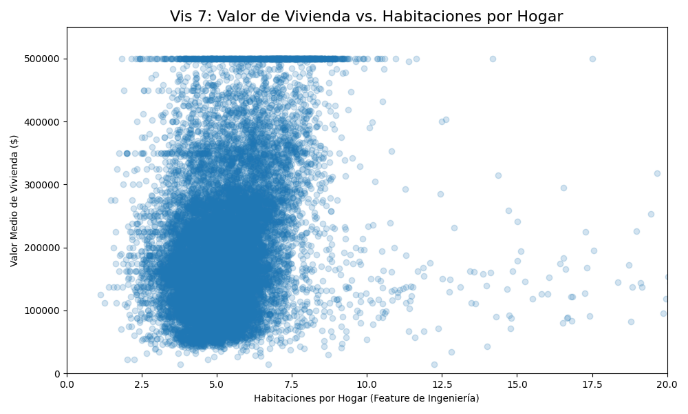 Vis 7: Valor de Vivienda vs. Habitaciones por Hogar
Valor Medio de Vivienda ($)
500000
400000
300000
200000
100000
0
0.0 2.5 5.0 7.5 10.0 12.5 15.0 17.5 20.0
Habitaciones por Hogar (Feature de Ingeniería)